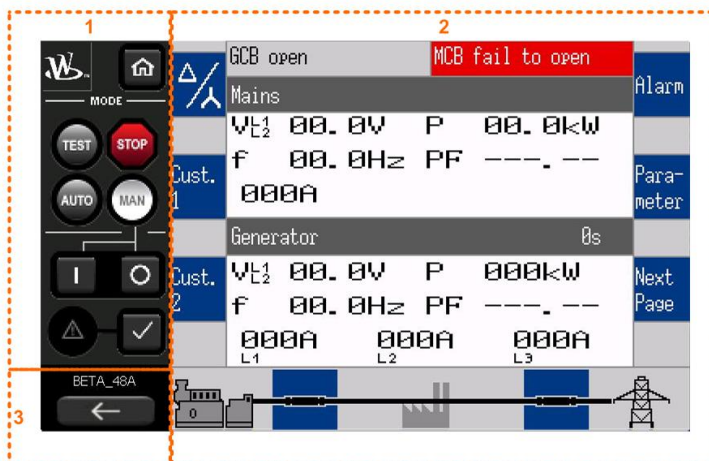 1
2
W
MODE
TEST
STOP
AUTO
MAN
I
O
BETA_48A
3
GCB open
MCB fail to open
Alarm
Mains
VL1
L2 00.0V P 00.0kW
f 00.0Hz PF ---.--
000A
Cust.
1
Para-
meter
Generator 0s
VL1
L2 00.0V P 000kW
f 00.0Hz PF ---.--
000A 000A 000A
L1 L2 L3
Cust.
2
Next
Page
0